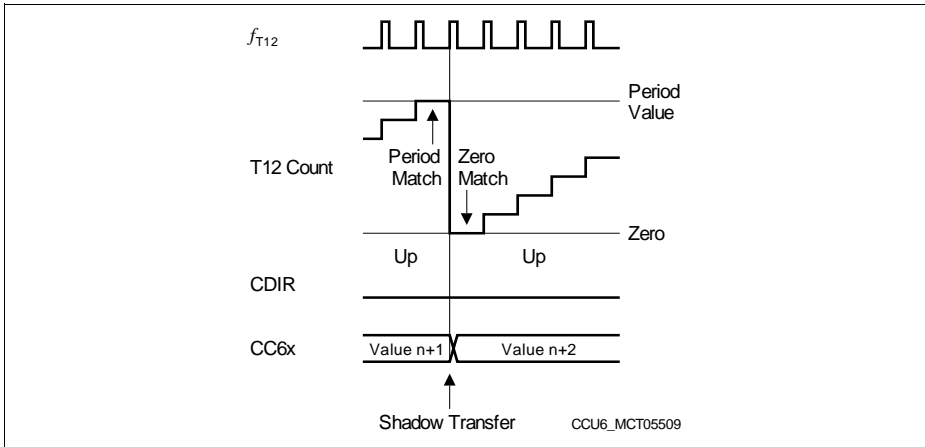 fT12
Period
Value
T12 Count
Period
Match
Zero
Match
Zero
Up
Up
CDIR
CC6x
Value n+1
Value n+2
Shadow Transfer
CCU6_MCT05509